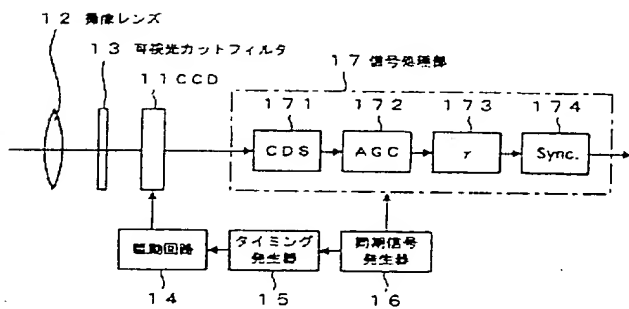 12 撮像レンズ
13 可視光カットフィルタ
11CCD
17 信号処理部
171
172
173
174
CDS
AGC
γ
Sync.
駆動回路
タイミング
発生器
同期信号
発生器
14
15
16